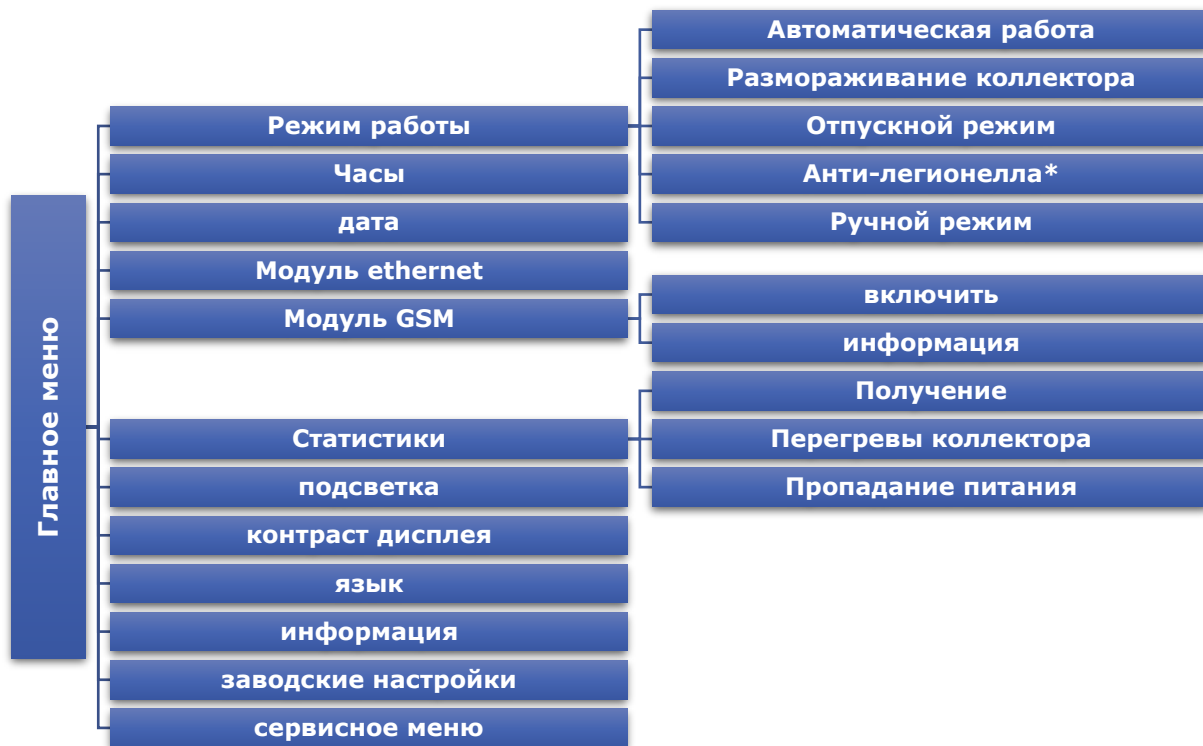 Главное меню
Режим работы
Автоматическая работа
Размораживание коллектора
Отпускной режим
Анти-легионелла*
Ручной режим
Часы
дата
Модуль ethernet
Модуль GSM
включить
информация
Статистики
Получение
Перегревы коллектора
Пропадание питания
подсветка
контраст дисплея
язык
информация
заводские настройки
сервисное меню